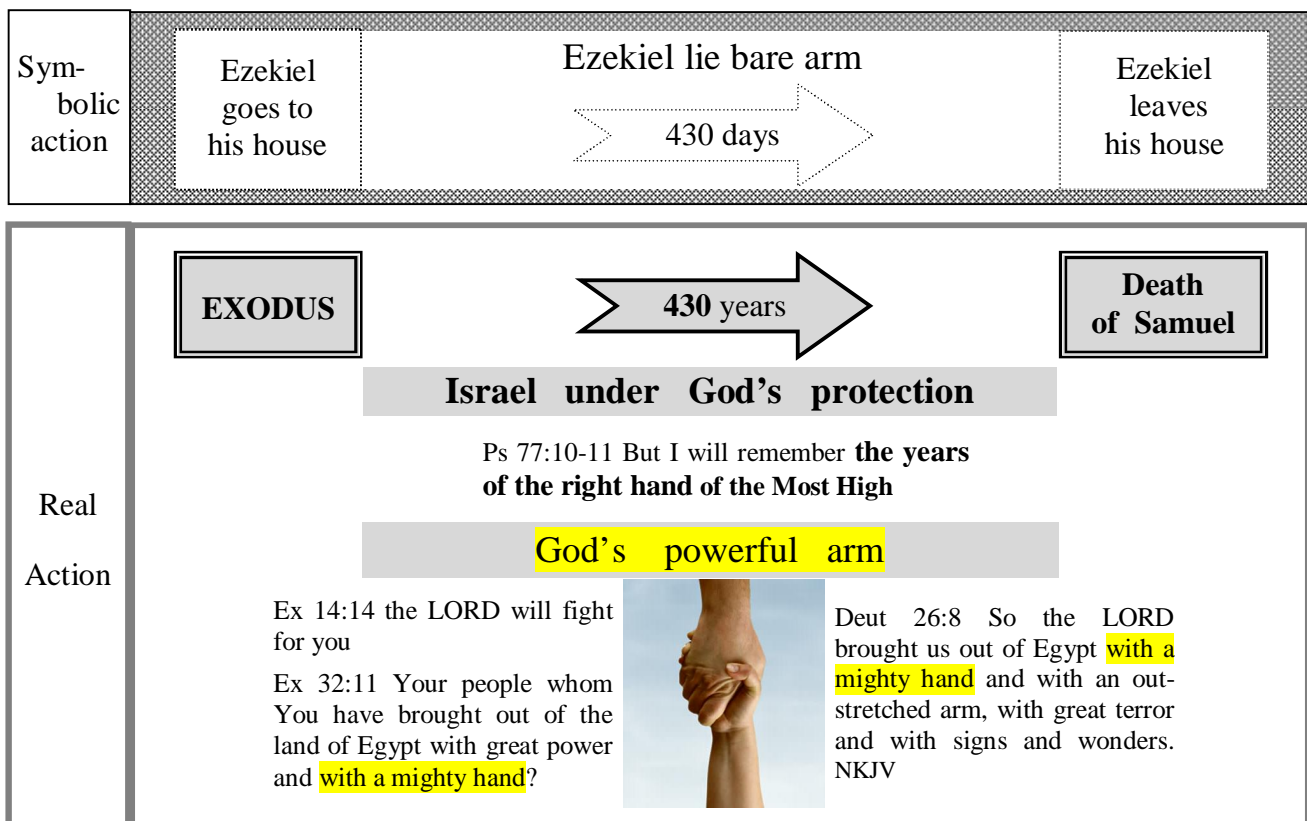 Sym-
bolic
action
Ezekiel
goes to
his house
Ezekiel lie bare arm
430 days
Ezekiel
leaves
his house
Real
Action
EXODUS
430 years
Death
of Samuel
Israel under God's protection
Ps 77:10-11 But I will remember the years
of the right hand of the Most High
God's powerful arm
Ex 14:14 the LORD will fight
for you
Ex 32:11 Your people whom
You have brought out of the
land of Egypt with great power
and with a mighty hand?
Deut 26:8 So the LORD
brought us out of Egypt with a
mighty hand and with an out-
stretched arm, with great terror
and with signs and wonders.
NKJV